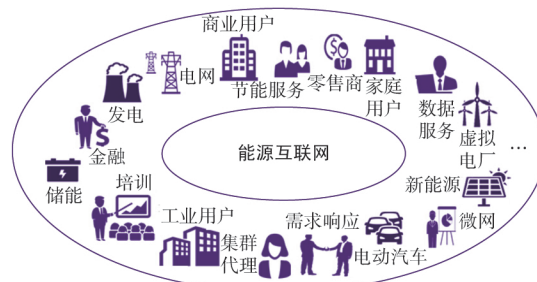 商业用户
电网
节能服务
零售商
家庭
用户
发电
数据
服务
虚拟
电厂
…
金融
能源互联网
储能
新能源
培训
工业用户
需求响应
微网
集群
代理
电动汽车